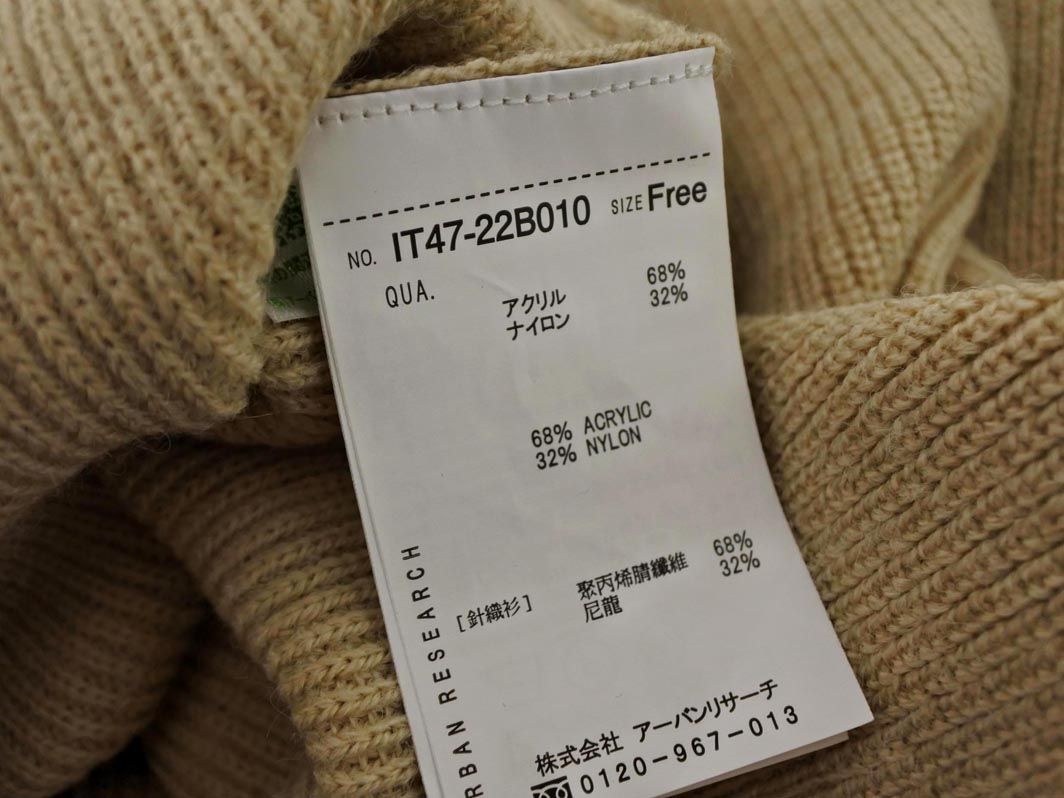 NO. IT47-22B010 SIZE Free
QUA.
アクリル 68%
ナイロン 32%
68% ACRYLIC
32% NYLON
[針織衫] 聚丙烯腈纖維 68%
尼龍 32%
RBAN RESEARCH
株式会社 アーバンリサーチ
0120-967-013